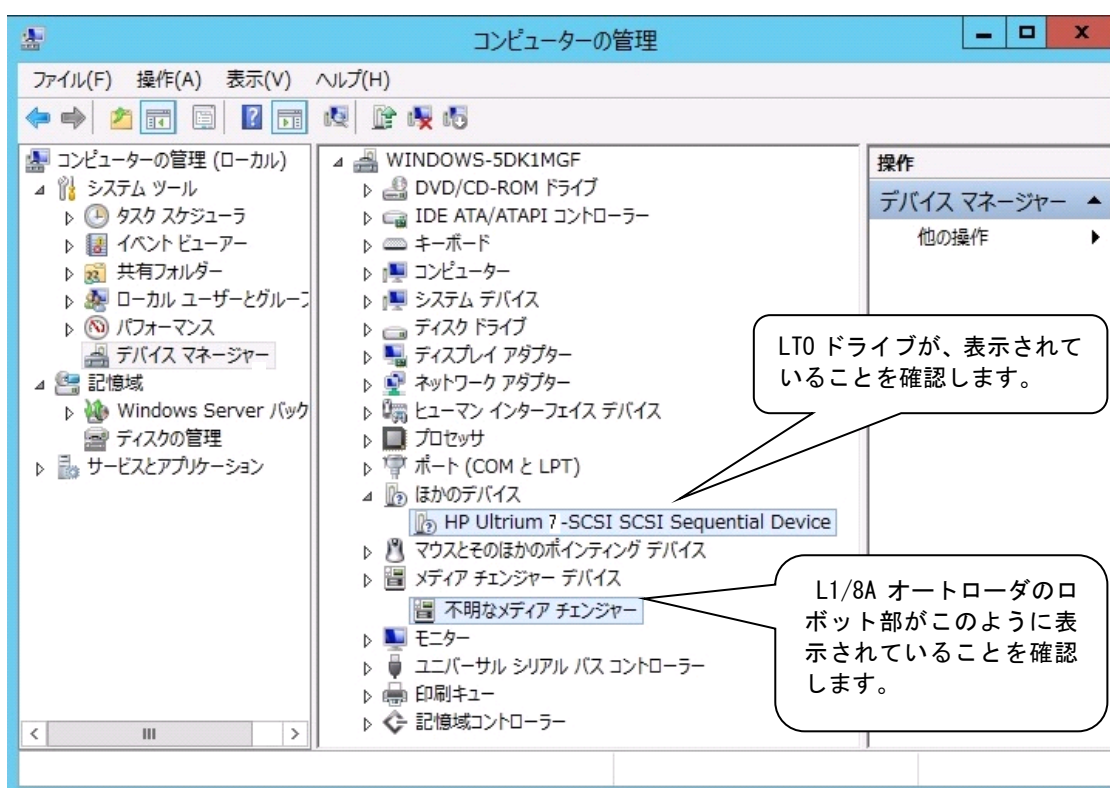 コンピューターの管理
ファイル(F) 操作(A) 表示(V) ヘルプ(H)
コンピューターの管理 (ローカル)
システム ツール
タスク スケジューラ
イベント ビューアー
共有フォルダー
ローカル ユーザーとグルーフ
パフォーマンス
デバイス マネージャー
記憶域
Windows Server バック
ディスクの管理
サービスとアプリケーション
WINDOWS-5DK1MGF
DVD/CD-ROM ドライブ
IDE ATA/ATAPI コントローラー
キーボード
コンピューター
システム デバイス
ディスク ドライブ
ディスプレイ アダプター
ネットワーク アダプター
ヒューマン インターフェイス デバイス
プロセッサ
ポート (COM と LPT)
ほかのデバイス
HP Ultrium 7-SCSI SCSI Sequential Device
マウスとそのほかのポインティング デバイス
メディア チェンジャー デバイス
不明なメディア チェンジャー
モニター
ユニバーサル シリアル バス コントローラー
印刷キュー
記憶域コントローラー
操作
デバイス マネージャー
他の操作
LTO ドライブが、表示されて
いることを確認します。
L1/8A オートローダのロ
ボット部がこのように表
示されていることを確認
します。